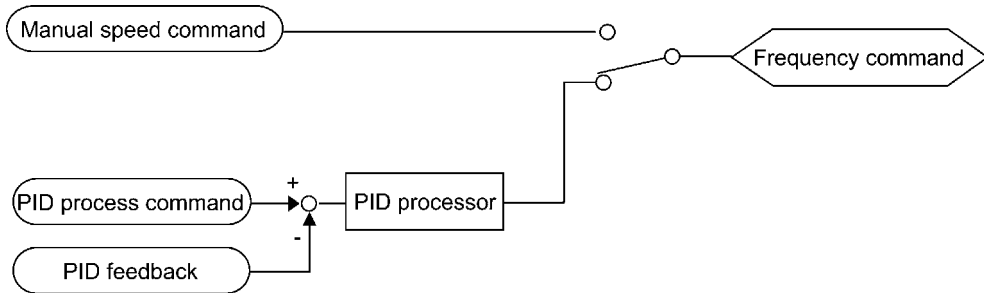 Manual speed command
Frequency command
+
PID process command
PID processor
-
PID feedback